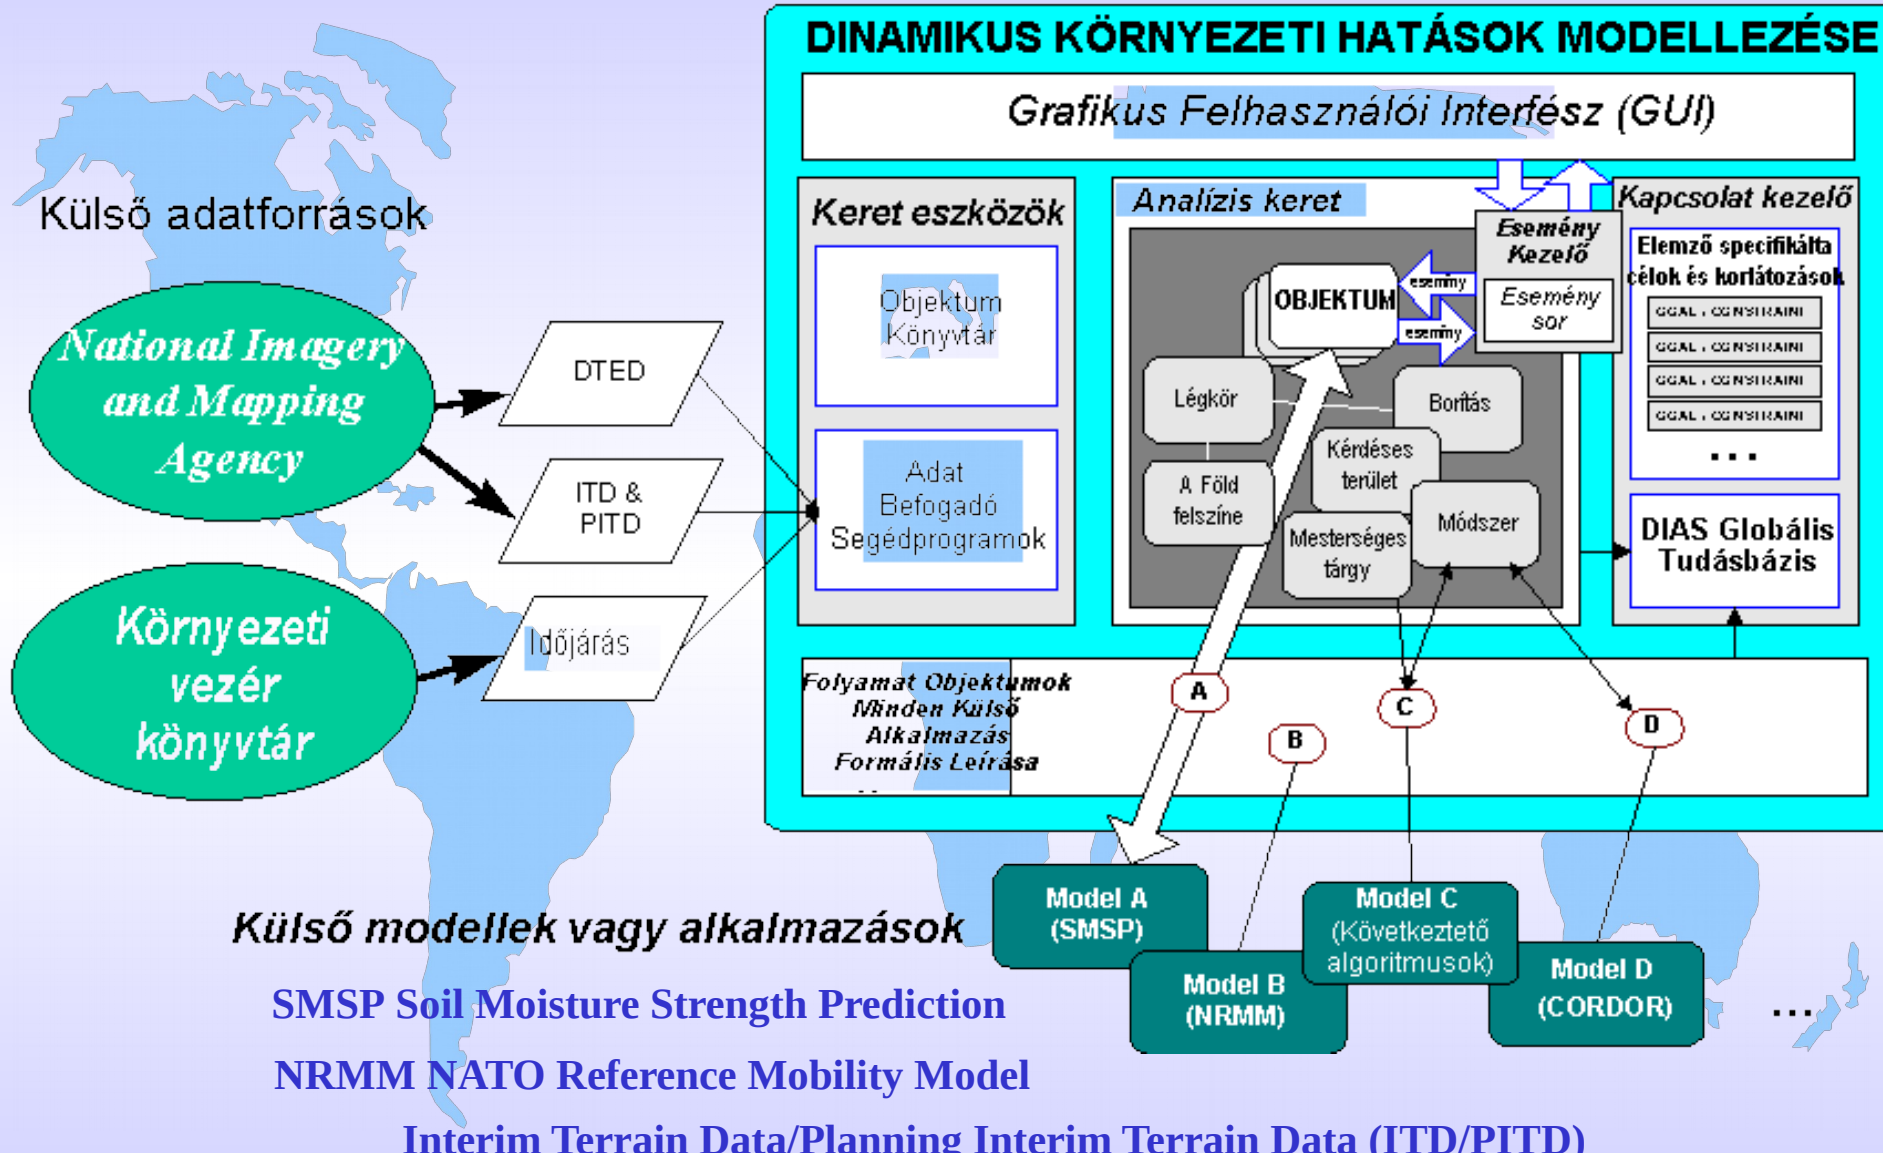 DINAMIKUS KÖRNYEZETI HATÁSOK MODELLEZÉSE
Grafikus Felhasználói Interfész (GUI)
Külső adatforrások
National Imagery
and Mapping
Agency
Környezeti
vezér
könyvtár
DTED
ITD &
PITD
Időjárás
Keret eszközök
Objektum
Könyvtár
Adat
Befogadó
Segédprogramok
Analízis keret
OBJEKTUM
esemny
esemny
Esemény
Kezelő
Esemény
sor
Légkör
Borítás
Kérdéses
terület
A Föld
felszíne
Mesterséges
tárgy
Módszer
Kapcsolat kezelő
Elemző specifikálta
célok és korlátozások
...
DIAS Globális
Tudásbázis
Folyamat Objektumok
Minden Külső
Alkalmazás
Formális Leírása
A
B
C
D
Model A
(SMSP)
Model B
(NRMM)
Model C
(Következtető
algoritmusok)
Model D
(CORDOR)
...
Külső modellek vagy alkalmazások
SMSP Soil Moisture Strength Prediction
NRMM NATO Reference Mobility Model
Interim Terrain Data/Planning Interim Terrain Data (ITD/PITD)